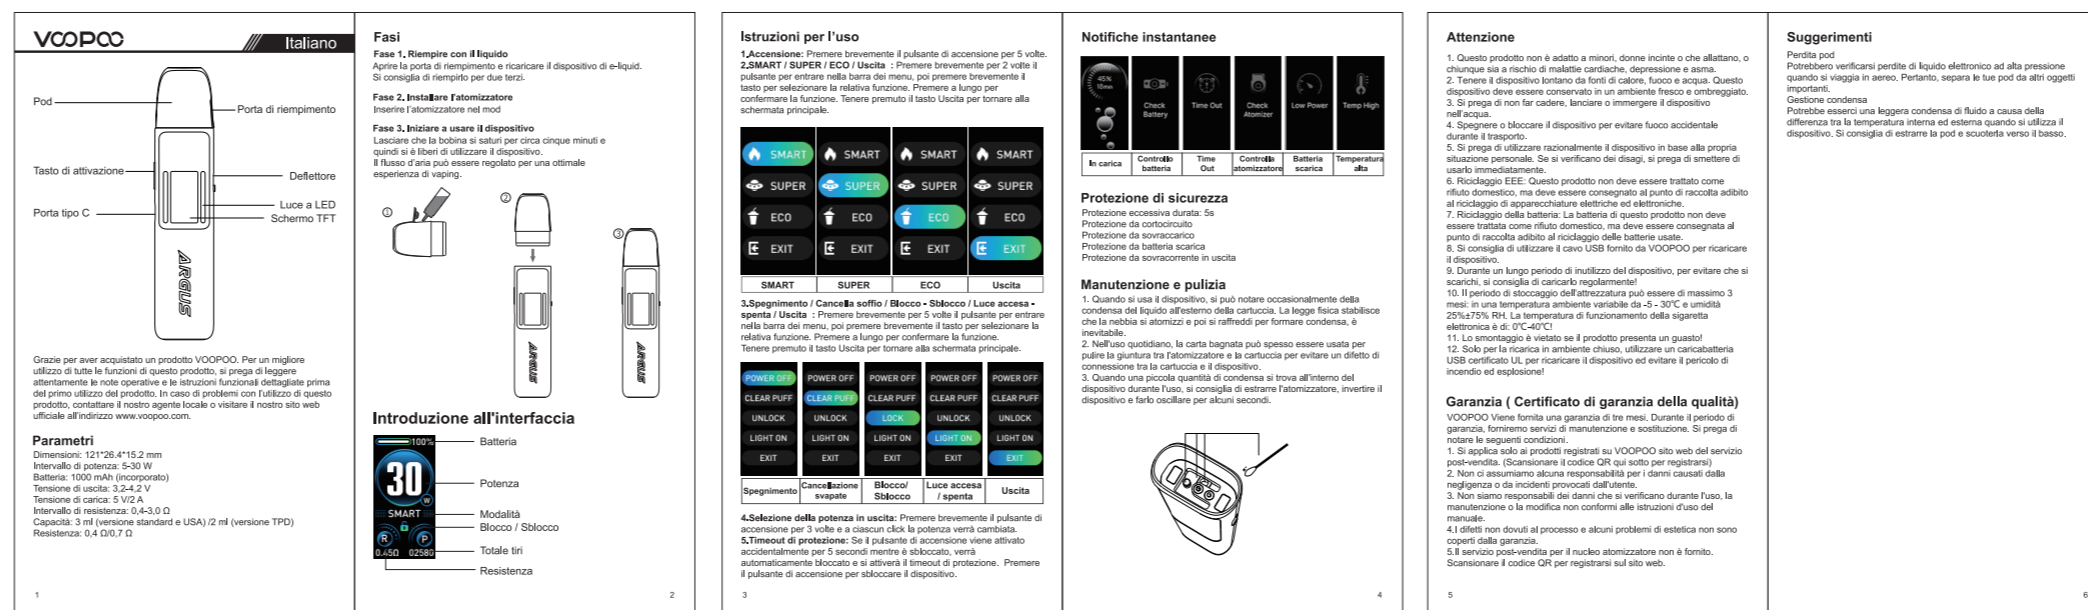 VOOPOO
Italiano
Pod
Porta di riempimento
Tasto di attivazione
Deflettore
Luce a LED
Porta tipo C
Schermo TFT
ARGUS
Grazie per aver acquistato un prodotto VOOPOO. Per un migliore
utilizzo di tutte le funzioni di questo prodotto, si prega di leggere
attentamente le note operative e le istruzioni funzionali dettagliate prima
del primo utilizzo del prodotto. In caso di problemi con l'utilizzo di questo
prodotto, contattare il nostro agente locale o visitare il nostro sito web
ufficiale all'indirizzo www.voopoo.com.
Parametri
Dimensioni: 121*26.4*15.2 mm
Intervallo di potenza: 5-30 W
Batteria: 1000 mAh (incorporato)
Tensione di uscita: 3,2-4,2 V
Tensione di carica: 5 V/2 A
Intervallo di resistenza: 0,4-3,0 Ω
Capacità: 3 ml (versione standard e USA) /2 ml (versione TPD)
Resistenza: 0,4 Ω/0,7 Ω
1
Fasi
Fase 1. Riempire con il liquido
Aprire la porta di riempimento e ricaricare il dispositivo di e-liquid.
Si consiglia di riempirlo per due terzi.
Fase 2. Installare l'atomizzatore
Inserire l'atomizzatore nel mod
Fase 3. Iniziare a usare il dispositivo
Lasciare che la bobina si saturi per circa cinque minuti e
quindi si è liberi di utilizzare il dispositivo.
Il flusso d'aria può essere regolato per una ottimale
esperienza di vaping.
①
②
③
ARGUS
ARGUS
Introduzione all'interfaccia
100%
30
W
SMART
R
P
0.45Ω 02580
Batteria
Potenza
Modalità
Blocco / Sblocco
Totale tiri
Resistenza
2
Istruzioni per l'uso
1.Accensione: Premere brevemente il pulsante di accensione per 5 volte.
2.SMART / SUPER / ECO / Uscita : Premere brevemente per 2 volte il
pulsante per entrare nella barra dei menu, poi premere brevemente il
tasto per selezionare la relativa funzione. Premere a lungo per
confermare la funzione. Tenere premuto il tasto Uscita per tornare alla
schermata principale.
SMART SMART SMART SMART
SUPER SUPER SUPER SUPER
ECO ECO ECO ECO
EXIT EXIT EXIT EXIT
SMART SUPER ECO Uscita
3.Spegnimento / Cancella soffio / Blocco - Sblocco / Luce accesa -
spenta / Uscita : Premere brevemente per 5 volte il pulsante per entrare
nella barra dei menu, poi premere brevemente il tasto per selezionare la
relativa funzione. Premere a lungo per confermare la funzione.
Tenere premuto il tasto Uscita per tornare alla schermata principale.
POWER OFF POWER OFF POWER OFF POWER OFF POWER OFF
CLEAR PUFF CLEAR PUFF CLEAR PUFF CLEAR PUFF CLEAR PUFF
UNLOCK UNLOCK LOCK UNLOCK UNLOCK
LIGHT ON LIGHT ON LIGHT ON LIGHT ON LIGHT ON
EXIT EXIT EXIT EXIT EXIT
Spegnimento
Cancellazione
svapate
Blocco/
Sblocco
Luce accesa
/ spenta
Uscita
4.Selezione della potenza in uscita: Premere brevemente il pulsante di
accensione per 3 volte e a ciascun click la potenza verrà cambiata.
5.Timeout di protezione: Se il pulsante di accensione viene attivato
accidentalmente per 5 secondi mentre è sbloccato, verrà
automaticamente bloccato e si attiverà il timeout di protezione. Premere
il pulsante di accensione per sbloccare il dispositivo.
3
Notifiche instantanee
45%
18min
Check
Battery
Time Out
Check
Atomizer
Low Power
Temp High
In carica
Controllo
batteria
Time
Out
Controlla
atomizzatore
Batteria
scarica
Temperatura
alta
Protezione di sicurezza
Protezione eccessiva durata: 5s
Protezione da cortocircuito
Protezione da sovraccarico
Protezione da batteria scarica
Protezione da sovracorrente in uscita
Manutenzione e pulizia
1. Quando si usa il dispositivo, si può notare occasionalmente della
condensa del liquido all'esterno della cartuccia. La legge fisica stabilisce
che la nebbia si atomizzi e poi si raffreddi per formare condensa, è
inevitabile.
2. Nell'uso quotidiano, la carta bagnata può spesso essere usata per
pulire la giuntura tra l'atomizzatore e la cartuccia per evitare un difetto di
connessione tra la cartuccia e il dispositivo.
3. Quando una piccola quantità di condensa si trova all'interno del
dispositivo durante l'uso, si consiglia di estrarre l'atomizzatore, invertire il
dispositivo e farlo oscillare per alcuni secondi.
4
Attenzione
1. Questo prodotto non è adatto a minori, donne incinte o che allattano, o
chiunque sia a rischio di malattie cardiache, depressione e asma.
2. Tenere il dispositivo lontano da fonti di calore, fuoco e acqua. Questo
dispositivo deve essere conservato in un ambiente fresco e ombreggiato.
3. Si prega di non far cadere, lanciare o immergere il dispositivo
nell'acqua.
4. Spegnere o bloccare il dispositivo per evitare fuoco accidentale
durante il trasporto.
5. Si prega di utilizzare razionalmente il dispositivo in base alla propria
situazione personale. Se si verificano dei disagi, si prega di smettere di
usarlo immediatamente.
6. Riciclaggio EEE: Questo prodotto non deve essere trattato come
rifiuto domestico, ma deve essere consegnato al punto di raccolta adibito
al riciclaggio di apparecchiature elettriche ed elettroniche.
7. Riciclaggio della batteria: La batteria di questo prodotto non deve
essere trattata come rifiuto domestico, ma deve essere consegnata al
punto di raccolta adibito al riciclaggio delle batterie usate.
8. Si consiglia di utilizzare il cavo USB fornito da VOOPOO per ricaricare
il dispositivo.
9. Durante un lungo periodo di inutilizzo del dispositivo, per evitare che si
scarichi, si consiglia di caricarlo regolarmente!
10. Il periodo di stoccaggio dell'attrezzatura può essere di massimo 3
mesi: in una temperatura ambiente variabile da -5 - 30℃ e umidità
25%±75% RH. La temperatura di funzionamento della sigaretta
elettronica è di: 0℃-40℃!
11. Lo smontaggio è vietato se il prodotto presenta un guasto!
12. Solo per la ricarica in ambiente chiuso, utilizzare un caricabatteria
USB certificato UL per ricaricare il dispositivo ed evitare il pericolo di
incendio ed esplosione!
Garanzia ( Certificato di garanzia della qualità)
VOOPOO Viene fornita una garanzia di tre mesi. Durante il periodo di
garanzia, forniremo servizi di manutenzione e sostituzione. Si prega di
notare le seguenti condizioni.
1. Si applica solo ai prodotti registrati su VOOPOO sito web del servizio
post-vendita. (Scansionare il codice QR qui sotto per registrarsi)
2. Non ci assumiamo alcuna responsabilità per i danni causati dalla
negligenza o da incidenti provocati dall'utente.
3. Non siamo responsabili dei danni che si verificano durante l'uso, la
manutenzione o la modifica non conformi alle istruzioni d'uso del
manuale.
4.I difetti non dovuti al processo e alcuni problemi di estetica non sono
coperti dalla garanzia.
5.Il servizio post-vendita per il nucleo atomizzatore non è fornito.
Scansionare il codice QR per registrarsi sul sito web.
5
Suggerimenti
Perdita pod
Potrebbero verificarsi perdite di liquido elettronico ad alta pressione
quando si viaggia in aereo. Pertanto, separa le tue pod da altri oggetti
importanti.
Gestione condensa
Potrebbe esserci una leggera condensa di fluido a causa della
differenza tra la temperatura interna ed esterna quando si utilizza il
dispositivo. Si consiglia di estrarre la pod e scuoterla verso il basso.
6